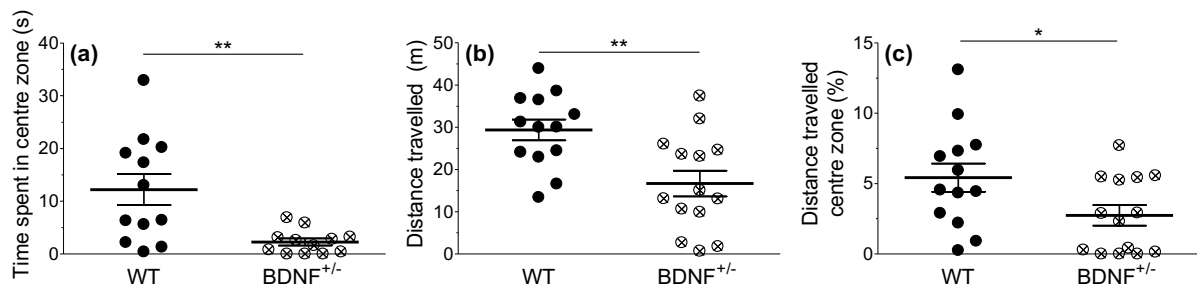 (a)
Time spent in centre zone (s)
40
30
20
10
0
**
WT
BDNF+/-
(b)
Distance travelled (m)
50
40
30
20
10
0
**
WT
BDNF+/-
(c)
Distance travelled
centre zone (%)
15
10
5
0
*
WT
BDNF+/-